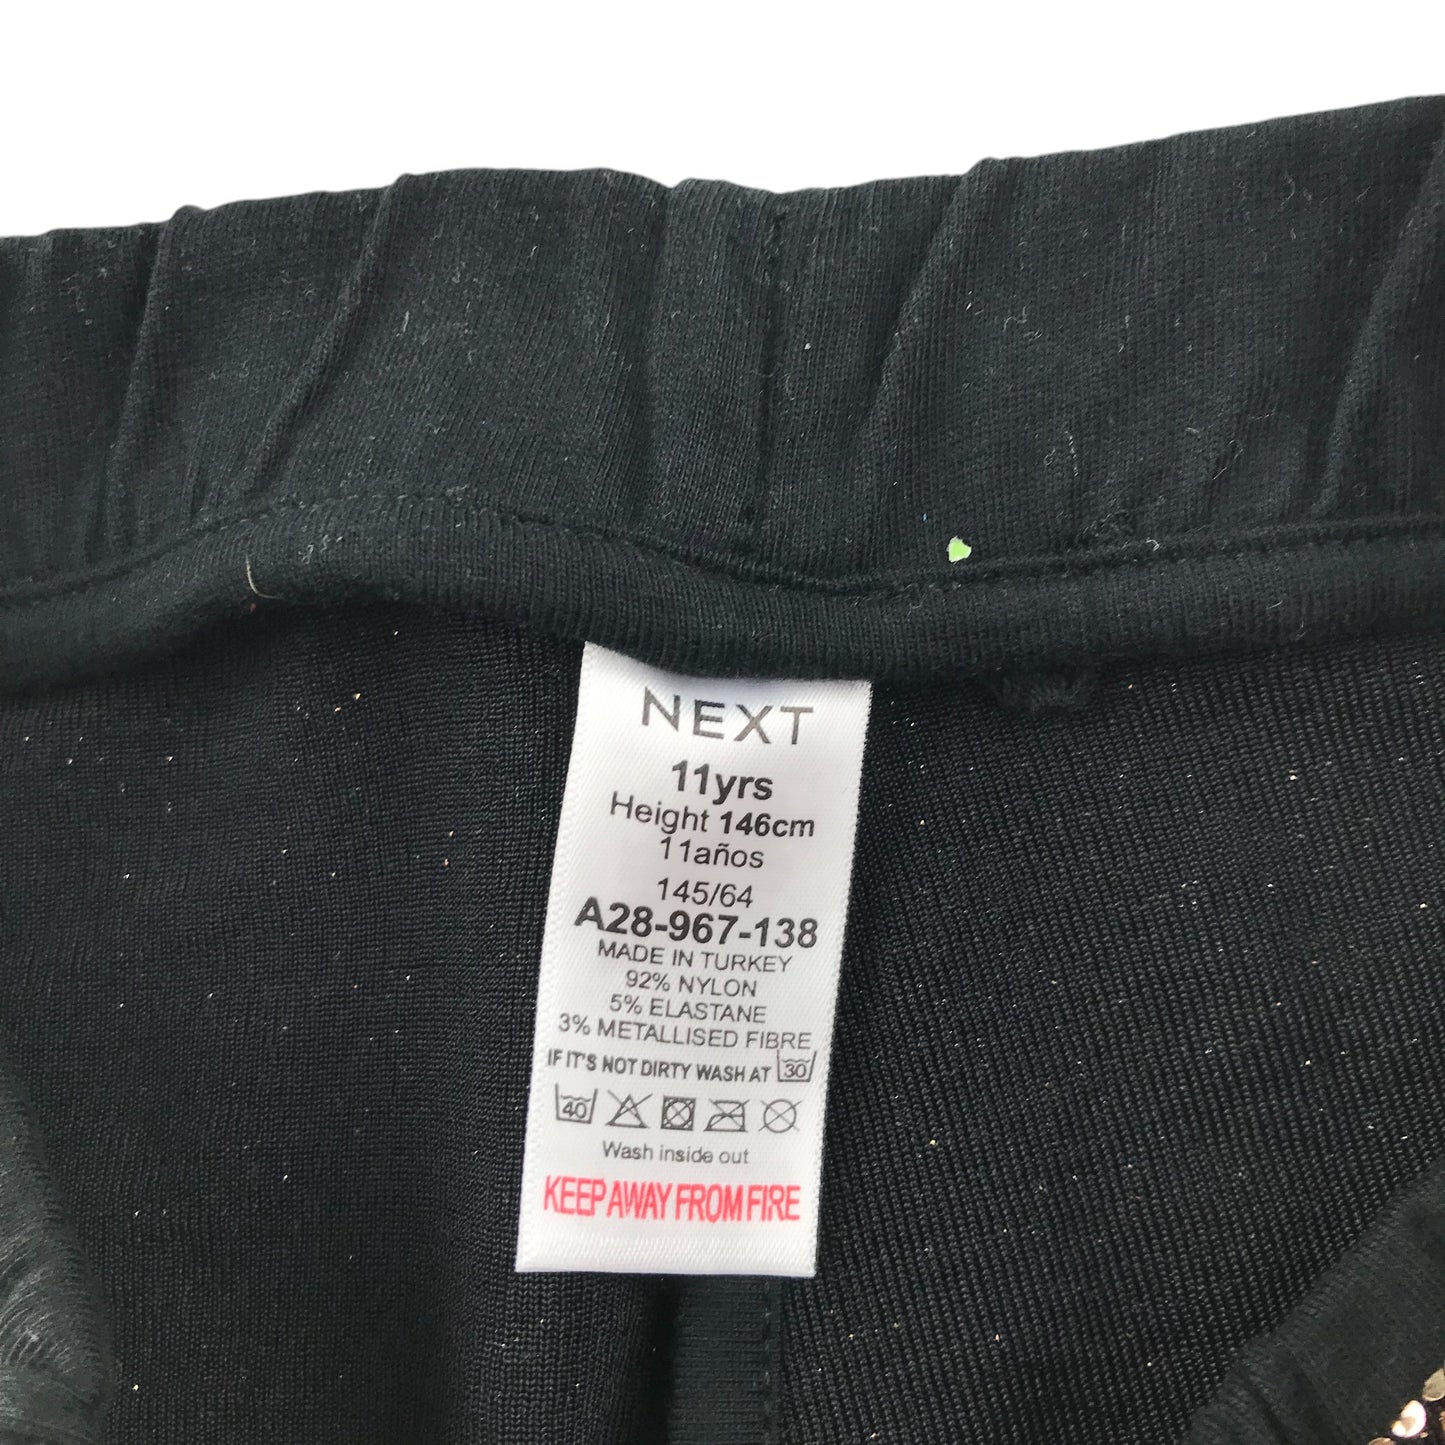 NEXT
11yrs
Height 146cm
11años
145/64
A28-967-138
MADE IN TURKEY
92% NYLON
5% ELASTANE
3% METALLISED FIBRE
IF IT'S NOT DIRTY WASH AT 30
40
Wash inside out
KEEP AWAY FROM FIRE